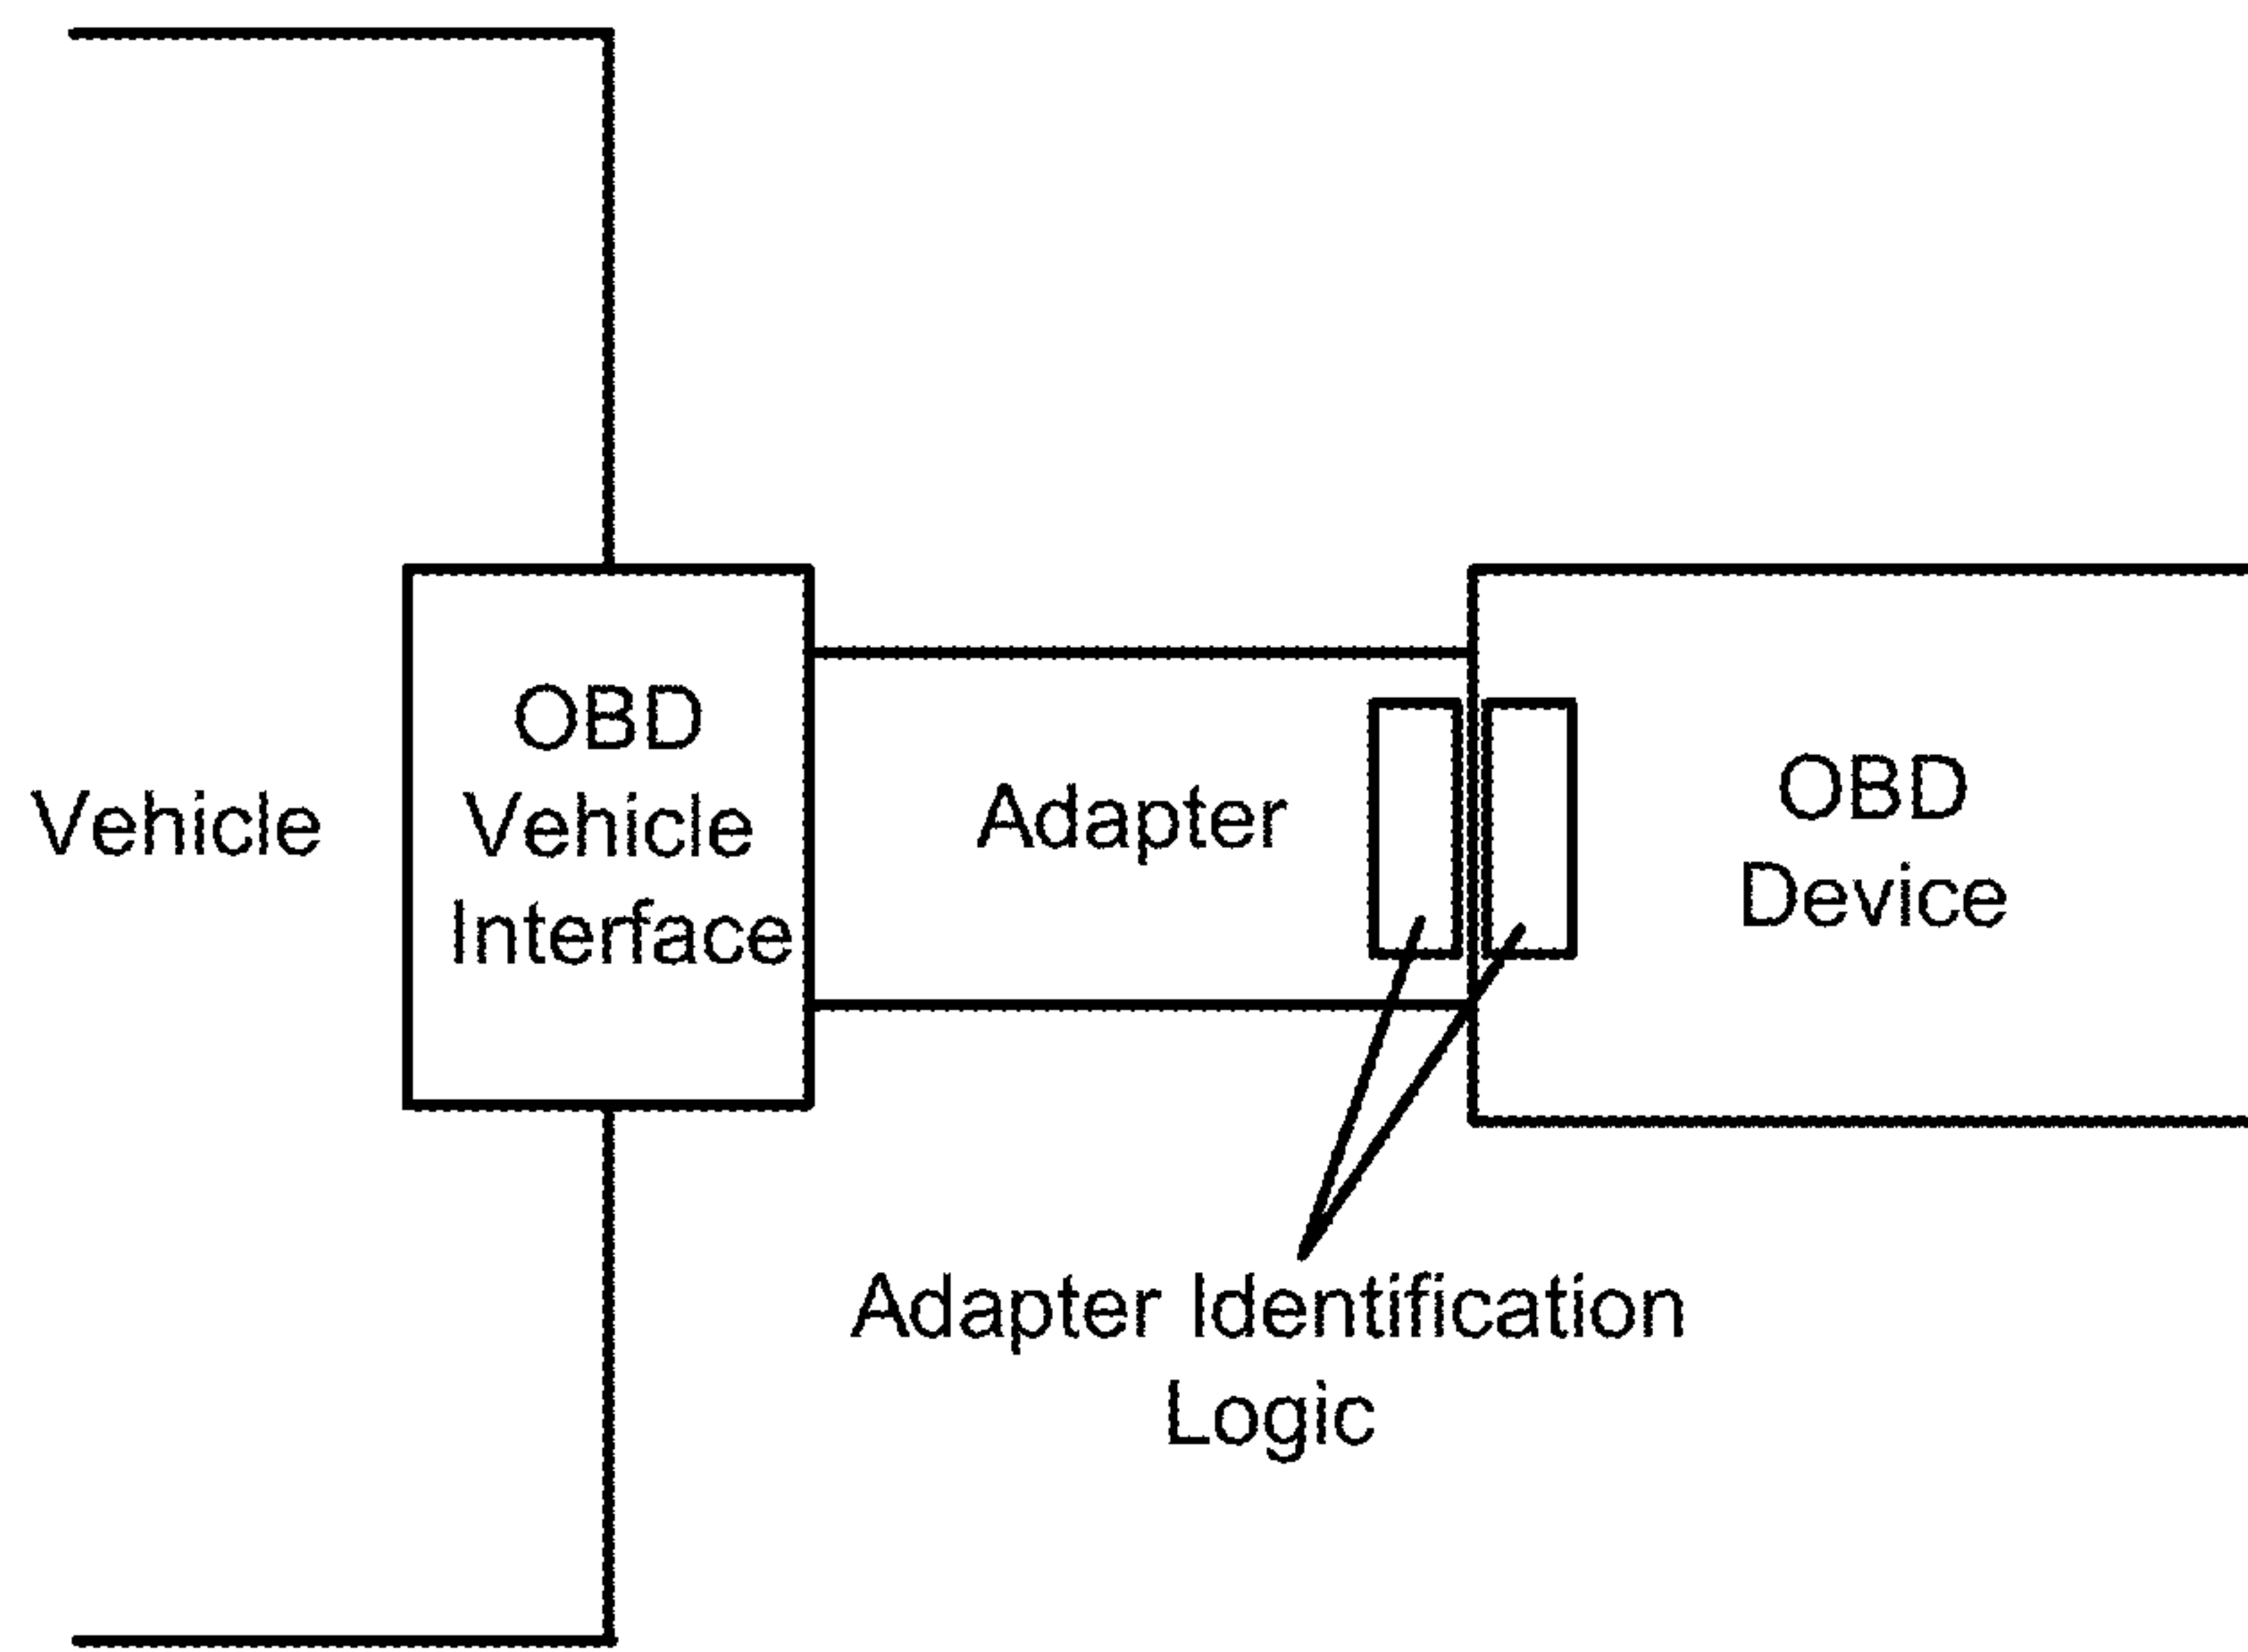 Vehicle
OBD
Vehicle
Interface
Adapter
OBD
Device
Adapter Identification
Logic